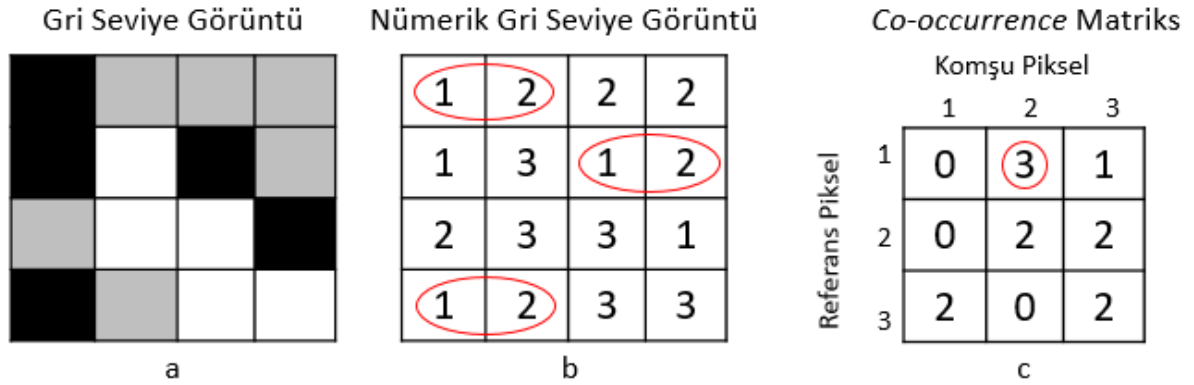 Gri Seviye Görüntü
Nümerik Gri Seviye Görüntü
Co-occurrence Matriks
Komşu Piksel
1 2 3
Referans Piksel
1 2 2 2
1 3 1 2
2 3 3 1
1 2 3 3
1 0 3 1
2 0 2 2
3 2 0 2
a
b
c